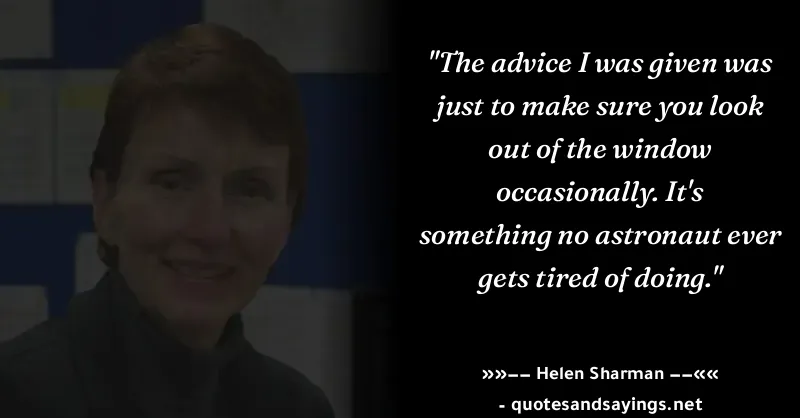 "The advice I was given was
just to make sure you look
out of the window
occasionally. It's
something no astronaut ever
gets tired of doing."
»»–– Helen Sharman ––««
- quotesandsayings.net